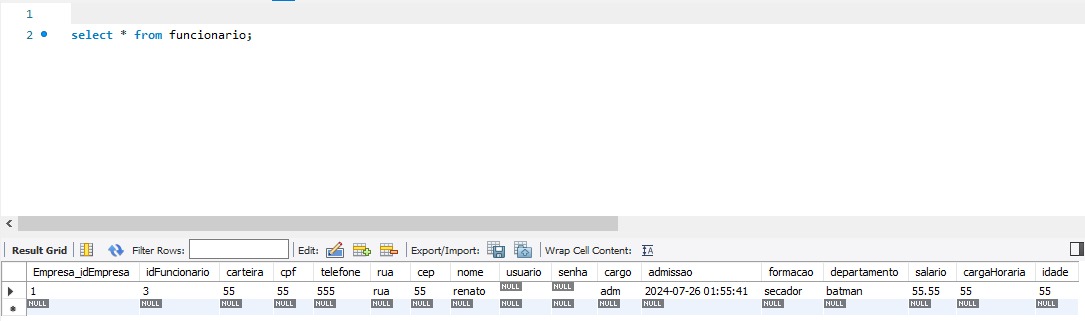 1
2 select * from funcionario;
Result Grid Filter Rows: Edit: Export/Import: Wrap Cell Content: IA
Empresa_idEmpresa idFuncionario carteira cpf telefone rua cep nome usuario senha cargo admissao formacao departamento salario cargaHoraria idade
1 3 55 55 555 rua 55 renato NULL NULL adm 2024-07-26 01:55:41 secador batman 55.55 55 55
NULL NULL NULL NULL NULL NULL NULL NULL NULL NULL NULL NULL NULL NULL NULL NULL NULL